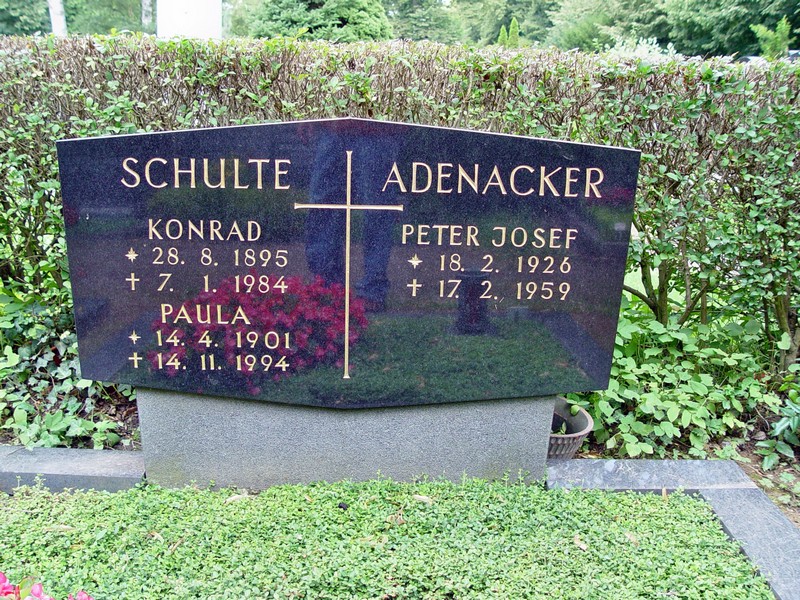 SCHULTE
KONRAD
* 28. 8. 1895
✝ 7. 1. 1984
PAULA
* 14. 4. 1901
✝ 14. 11. 1994
ADENACKER
PETER JOSEF
* 18. 2. 1926
✝ 17. 2. 1959